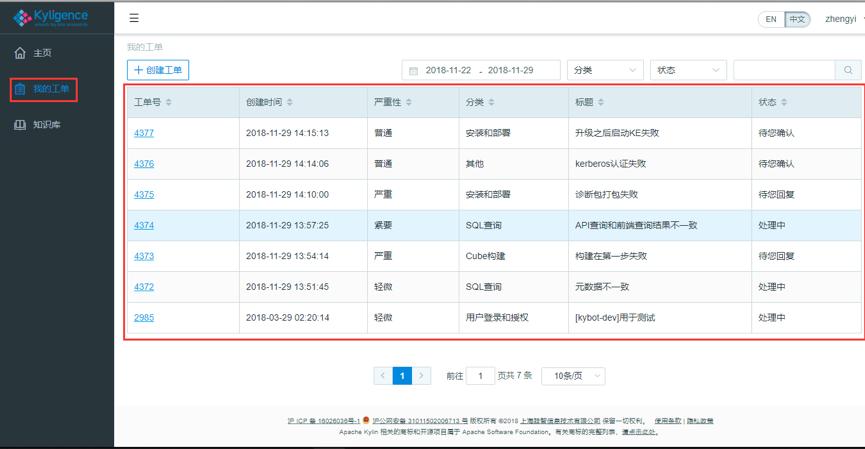 Kyligence
EN 中文 zhengyi
主页
我的工单
知识库
我的工单
创建工单
2018-11-22 - 2018-11-29 分类 状态
工单号 创建时间 严重性 分类 标题 状态
4377 2018-11-29 14:15:13 普通 安装和部署 升级之后启动KE失败 待您确认
4376 2018-11-29 14:14:06 普通 其他 kerberos认证失败 待您确认
4375 2018-11-29 14:10:00 严重 安装和部署 诊断包打包失败 待您回复
4374 2018-11-29 13:57:25 紧要 SQL查询 API查询和前端查询结果不一致 处理中
4373 2018-11-29 13:54:14 严重 Cube构建 构建在第一步失败 待您回复
4372 2018-11-29 13:51:45 轻微 SQL查询 元数据不一致 处理中
2985 2018-03-29 02:20:14 轻微 用户登录和授权 [kybot-dev]用于测试 处理中
1 前往 1 页共 7 条 10条/页
沪 ICP 备 16026036号-1 沪公网安备 31011502006713 号 版权所有 ©2018 上海跬智信息技术有限公司 保留一切权利。 使用条款 | 隐私政策
Apache Kylin 相关的商标和开源项目属于 Apache Software Foundation。有关商标的完整列表，请点击此处。